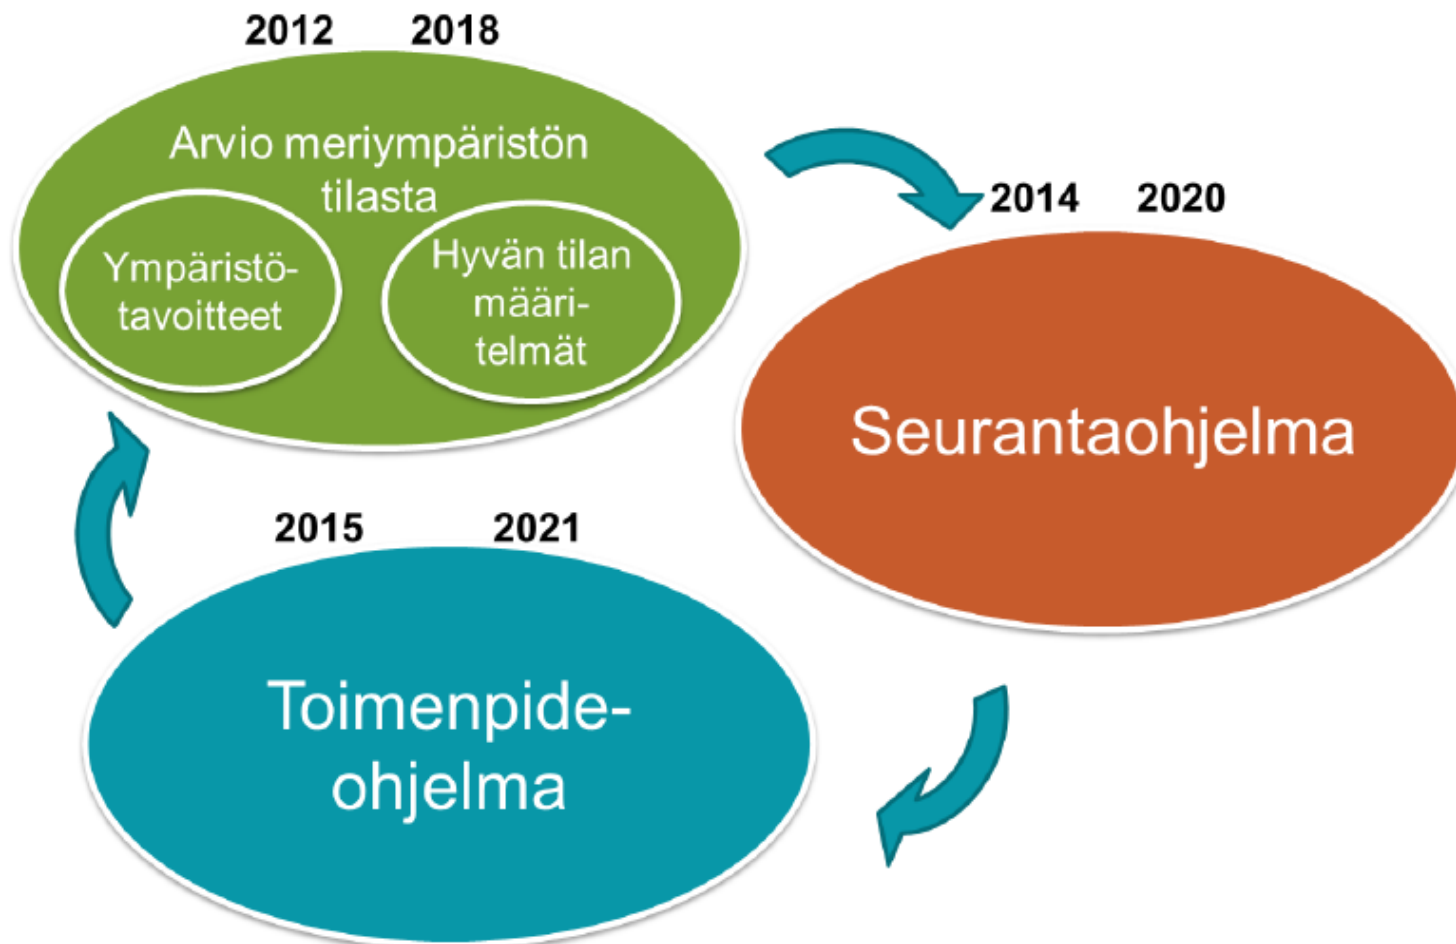 2012 2018
Arvio meriympäristön
tilasta
Ympäristö-
tavoitteet
Hyvän tilan
määri-
telmät
2014 2020
Seurantaohjelma
2015 2021
Toimenpide-
ohjelma